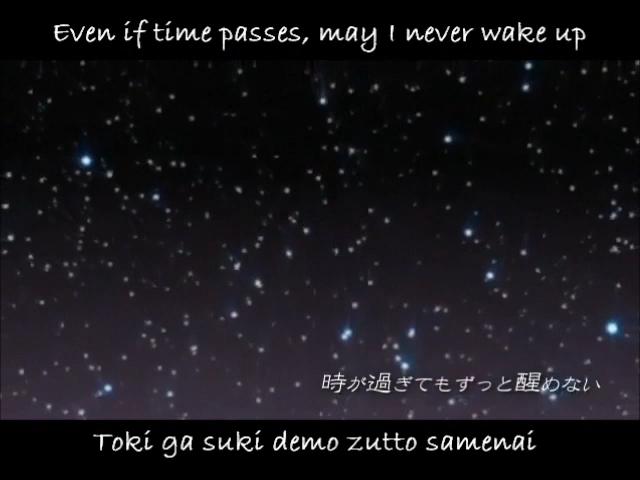 Even if time passes, may I never wake up
時が過ぎてもずっと醒めない
Toki ga suki demo zutto samenai